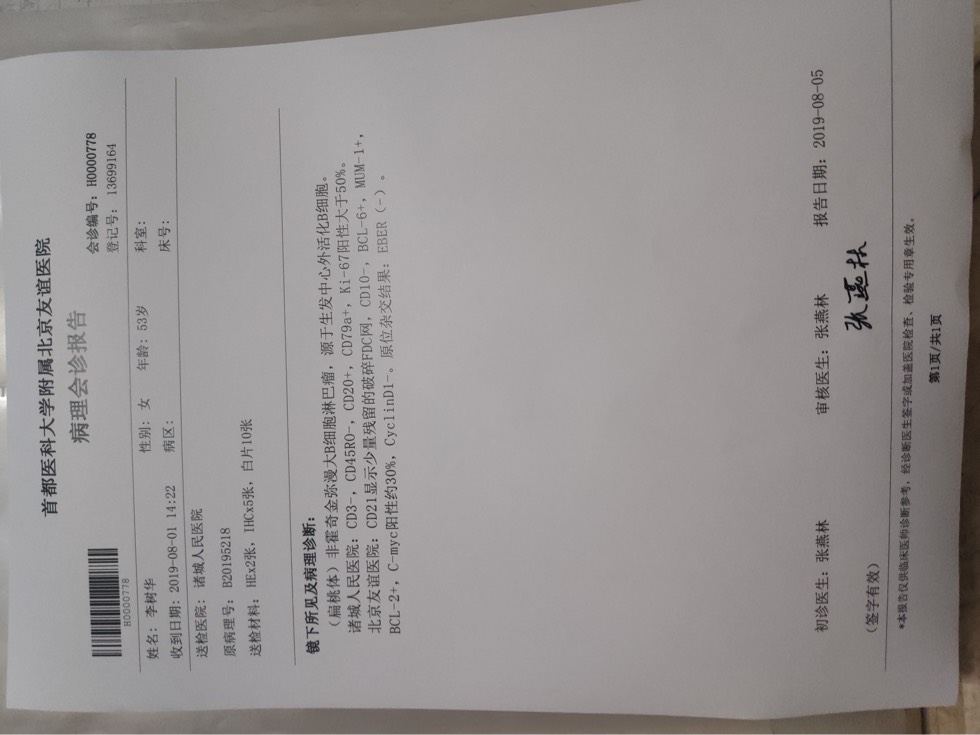 首都医科大学附属北京友谊医院
病理会诊报告
H0000778
会诊编号: H0000778
登记号: 13699164
姓名: 李树华 性别: 女 年龄: 53岁 科室:
收到日期: 2019-08-01 14:22 病区: 床号:
送检医院: 诸城人民医院
原病理号: B20195218
送检材料: HEx2张, IHCx5张, 白片10张
镜下所见及病理诊断:
(扁桃体)非霍奇金弥漫大B细胞淋巴瘤, 源于生发中心外活化B细胞。
诸城人民医院: CD3-, CD45RO-, CD20+, CD79a+, Ki-67阳性大于50%。
北京友谊医院: CD21显示少量残留的破碎FDC网, CD10-, BCL-6+, MUM-1+,
BCL-2+, C-myc阳性约30%, CyclinD1-。原位杂交结果: EBER (-)。
初诊医生: 张燕林 审核医生: 张燕林 报告日期: 2019-08-05
(签字有效) 张燕林
*本报告仅供临床医师诊断参考, 经诊断医生签字或加盖医院检查、检验专用章生效。
第1页/共1页